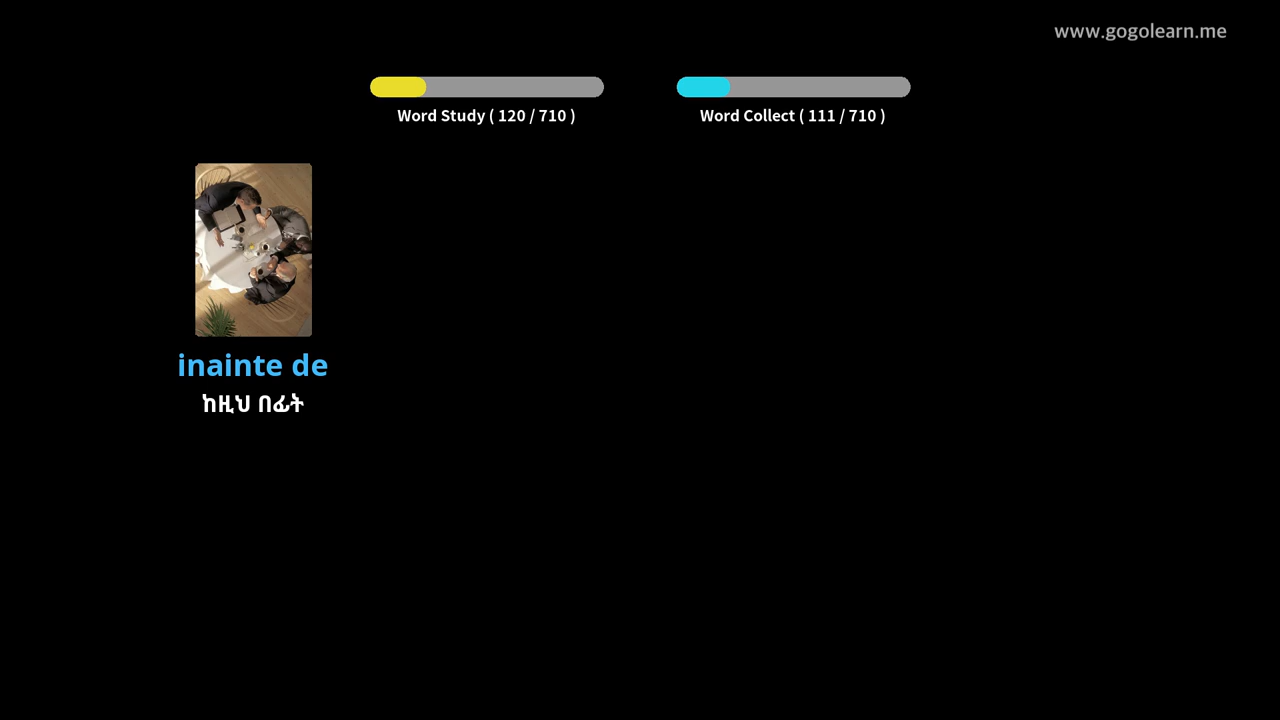 www.gogolearn.me
Word Study ( 120 / 710 )
Word Collect ( 111 / 710 )
inainte de
ከዚህ በፊት